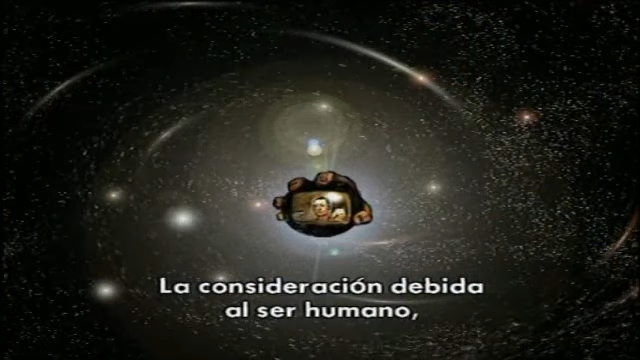 La consideración debida
al ser humano,